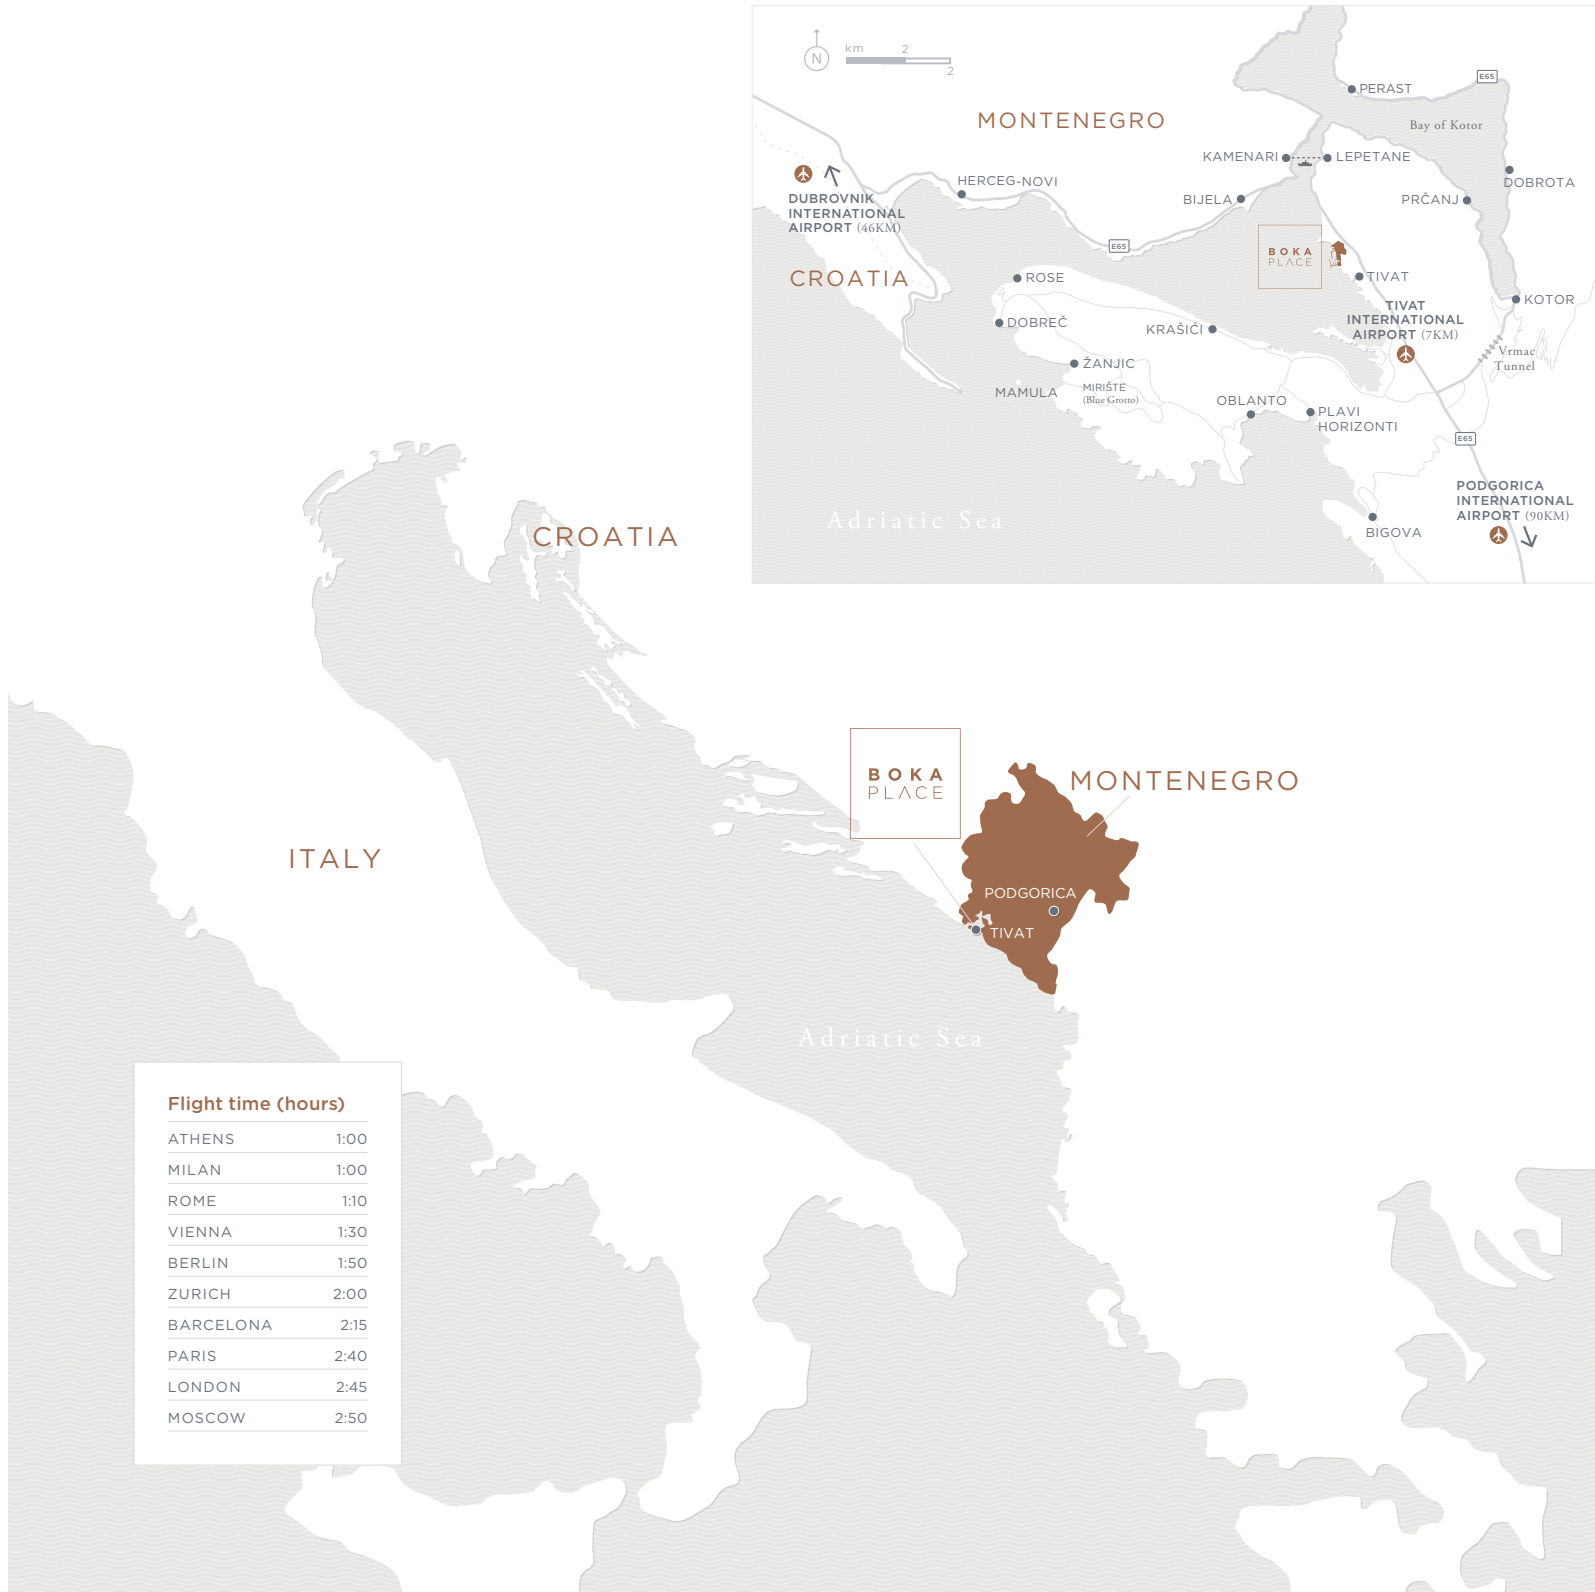 N
km 2
2
MONTENEGRO
PERAST
E65
Bay of Kotor
KAMENARI
LEPETANE
DOBROTA
HERCEG-NOVI
BIJELA
PRČANJ
DUBROVNIK
INTERNATIONAL
AIRPORT (46KM)
E65
BOKA
PLACE
CROATIA
ROSE
TIVAT
KOTOR
TIVAT
INTERNATIONAL
AIRPORT (7KM)
DOBREČ
KRAŠIĆI
Vrmac
Tunnel
ŽANJIC
MAMULA
MIRIŠTE
(Blue Grotto)
OBLANTO
PLAVI
HORIZONTI
E65
PODGORICA
INTERNATIONAL
AIRPORT (90KM)
Adriatic Sea
BIGOVA
CROATIA
BOKA
PLACE
MONTENEGRO
ITALY
PODGORICA
TIVAT
Adriatic Sea
Flight time (hours)
ATHENS 1:00
MILAN 1:00
ROME 1:10
VIENNA 1:30
BERLIN 1:50
ZURICH 2:00
BARCELONA 2:15
PARIS 2:40
LONDON 2:45
MOSCOW 2:50